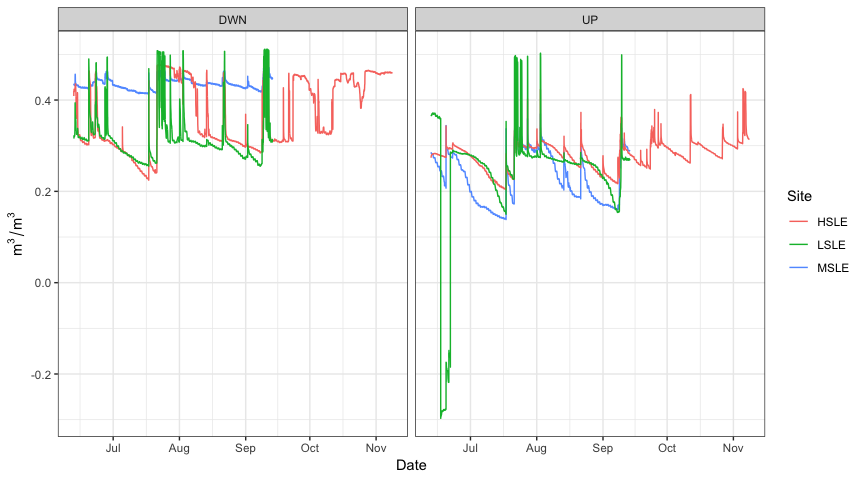 DWN UP
0.4
0.2
0.0
-0.2
m³/m³
Jul Aug Sep Oct Nov Jul Aug Sep Oct Nov
Date
Site
HSLE
LSLE
MSLE